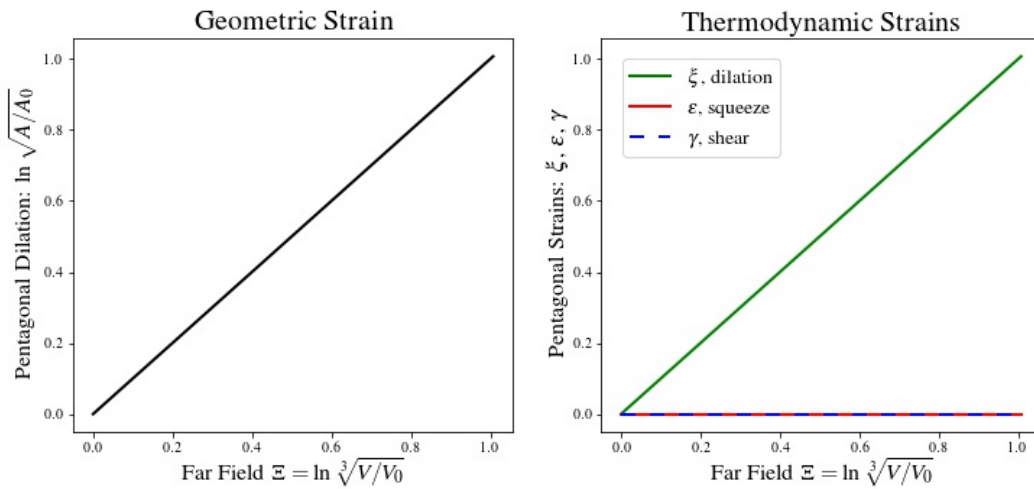 Geometric Strain
Pentagonal Dilation: ln √A/A₀
1.0
0.8
0.6
0.4
0.2
0.0
0.0 0.2 0.4 0.6 0.8 1.0
Far Field Ξ = ln ∛V/V₀
Thermodynamic Strains
Pentagonal Strains: ξ, ε, γ
1.0
0.8
0.6
0.4
0.2
0.0
ξ, dilation
ε, squeeze
γ, shear
0.0 0.2 0.4 0.6 0.8 1.0
Far Field Ξ = ln ∛V/V₀